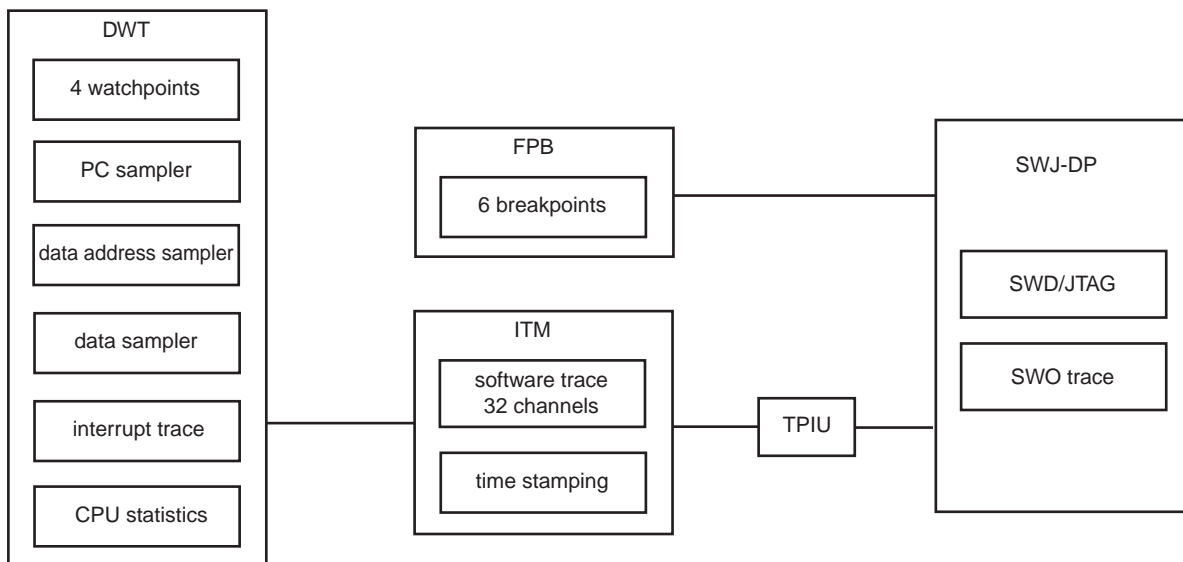 DWT
4 watchpoints
PC sampler
data address sampler
data sampler
interrupt trace
CPU statistics
FPB
6 breakpoints
ITM
software trace
32 channels
time stamping
TPIU
SWJ-DP
SWD/JTAG
SWO trace